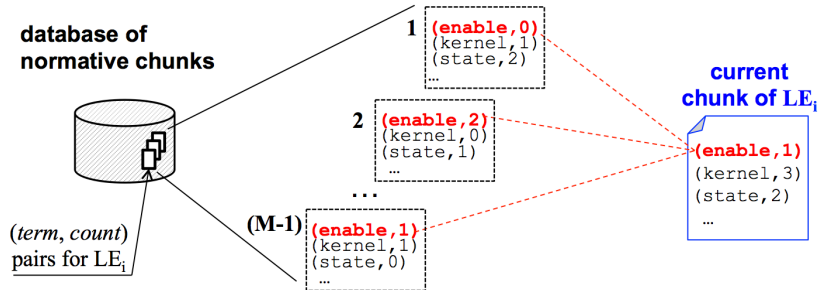 database of
normative chunks
(term, count)
pairs for LEi
1
(enable,0)
(kernel,1)
(state,2)
…
2
(enable,2)
(kernel,0)
(state,1)
…
...
(M-1)
(enable,1)
(kernel,1)
(state,0)
…
current
chunk of LEi
(enable,1)
(kernel,3)
(state,2)
…